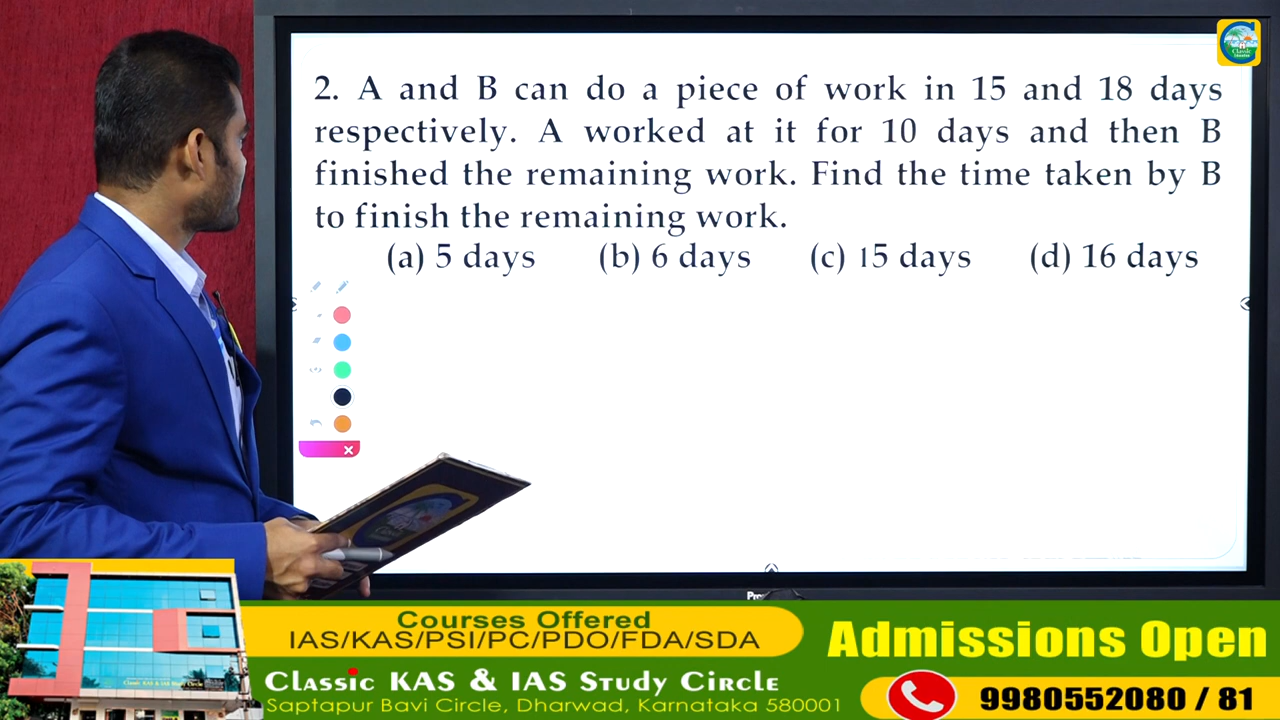 2. A and B can do a piece of work in 15 and 18 days
respectively. A worked at it for 10 days and then B
finished the remaining work. Find the time taken by B
to finish the remaining work.
(a) 5 days (b) 6 days (c) 15 days (d) 16 days
Courses Offered
IAS/KAS/PSI/PC/PDO/FDA/SDA
Classic KAS & IAS Study Circle
Saptapur Bavi Circle, Dharwad, Karnataka 580001
Admissions Open
9980552080 / 81